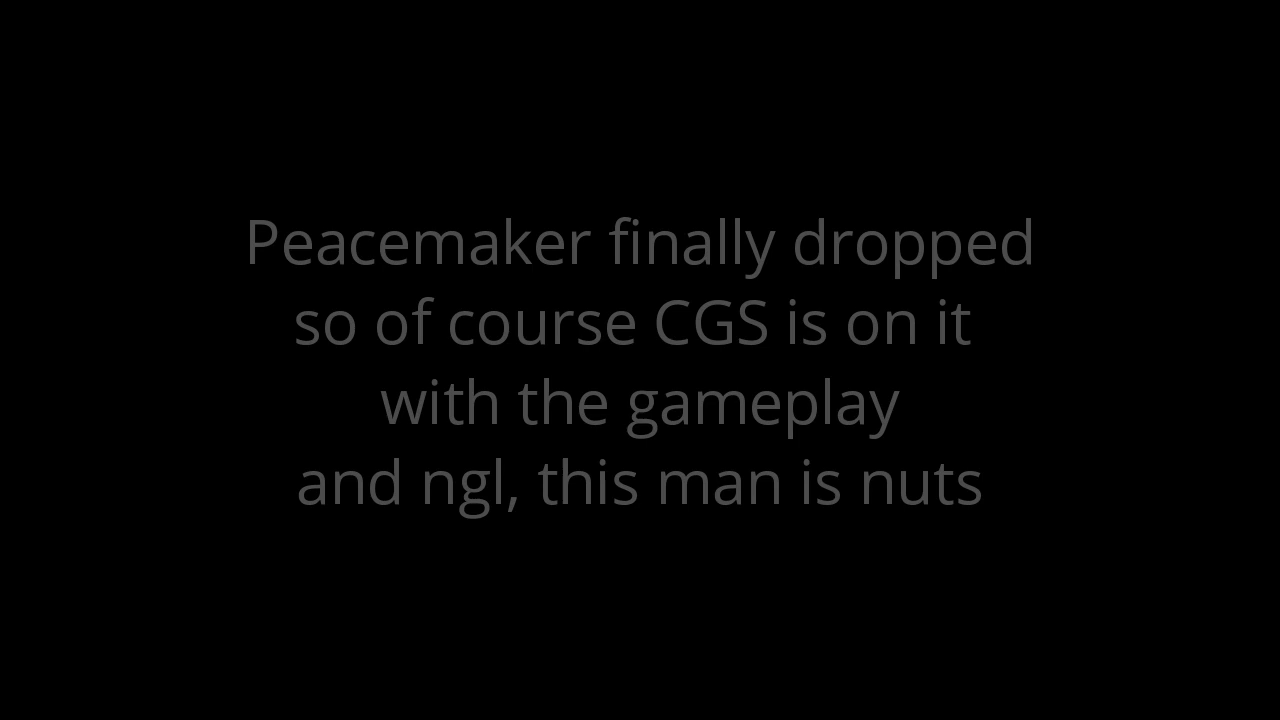 Peacemaker finally dropped
so of course CGS is on it
with the gameplay
and ngl, this man is nuts